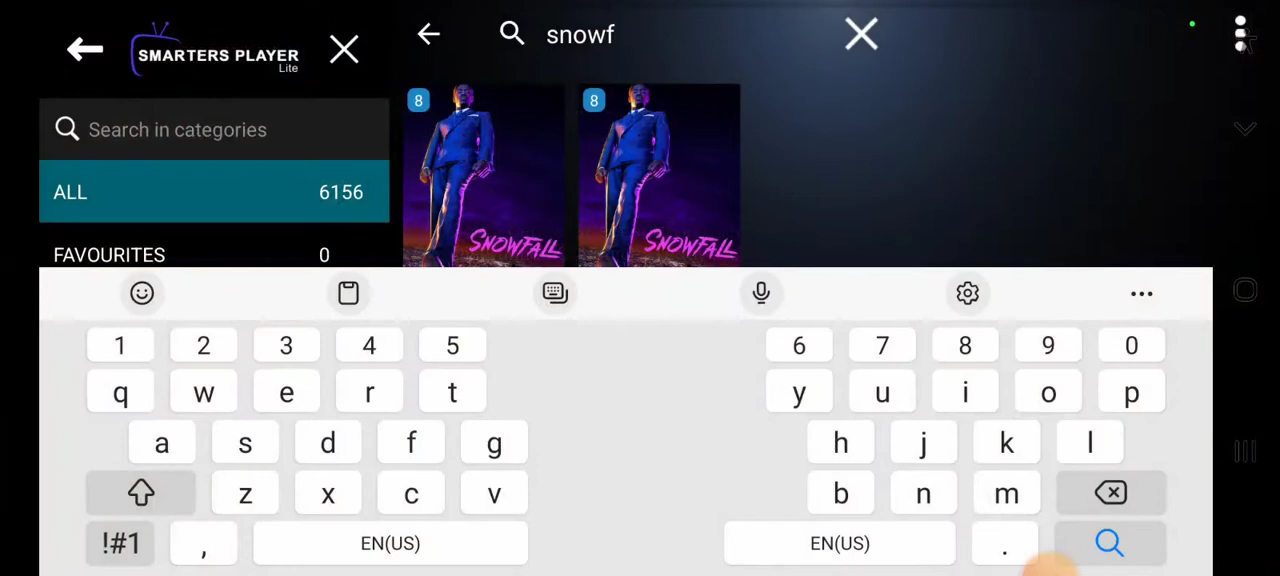 SMARTERS PLAYER
Lite
snowf
Search in categories
ALL 6156
FAVOURITES 0
8
SNOWFALL
8
SNOWFALL
1 2 3 4 5 6 7 8 9 0
q w e r t y u i o p
a s d f g h j k l
z x c v b n m
!#1 , EN(US) EN(US) .